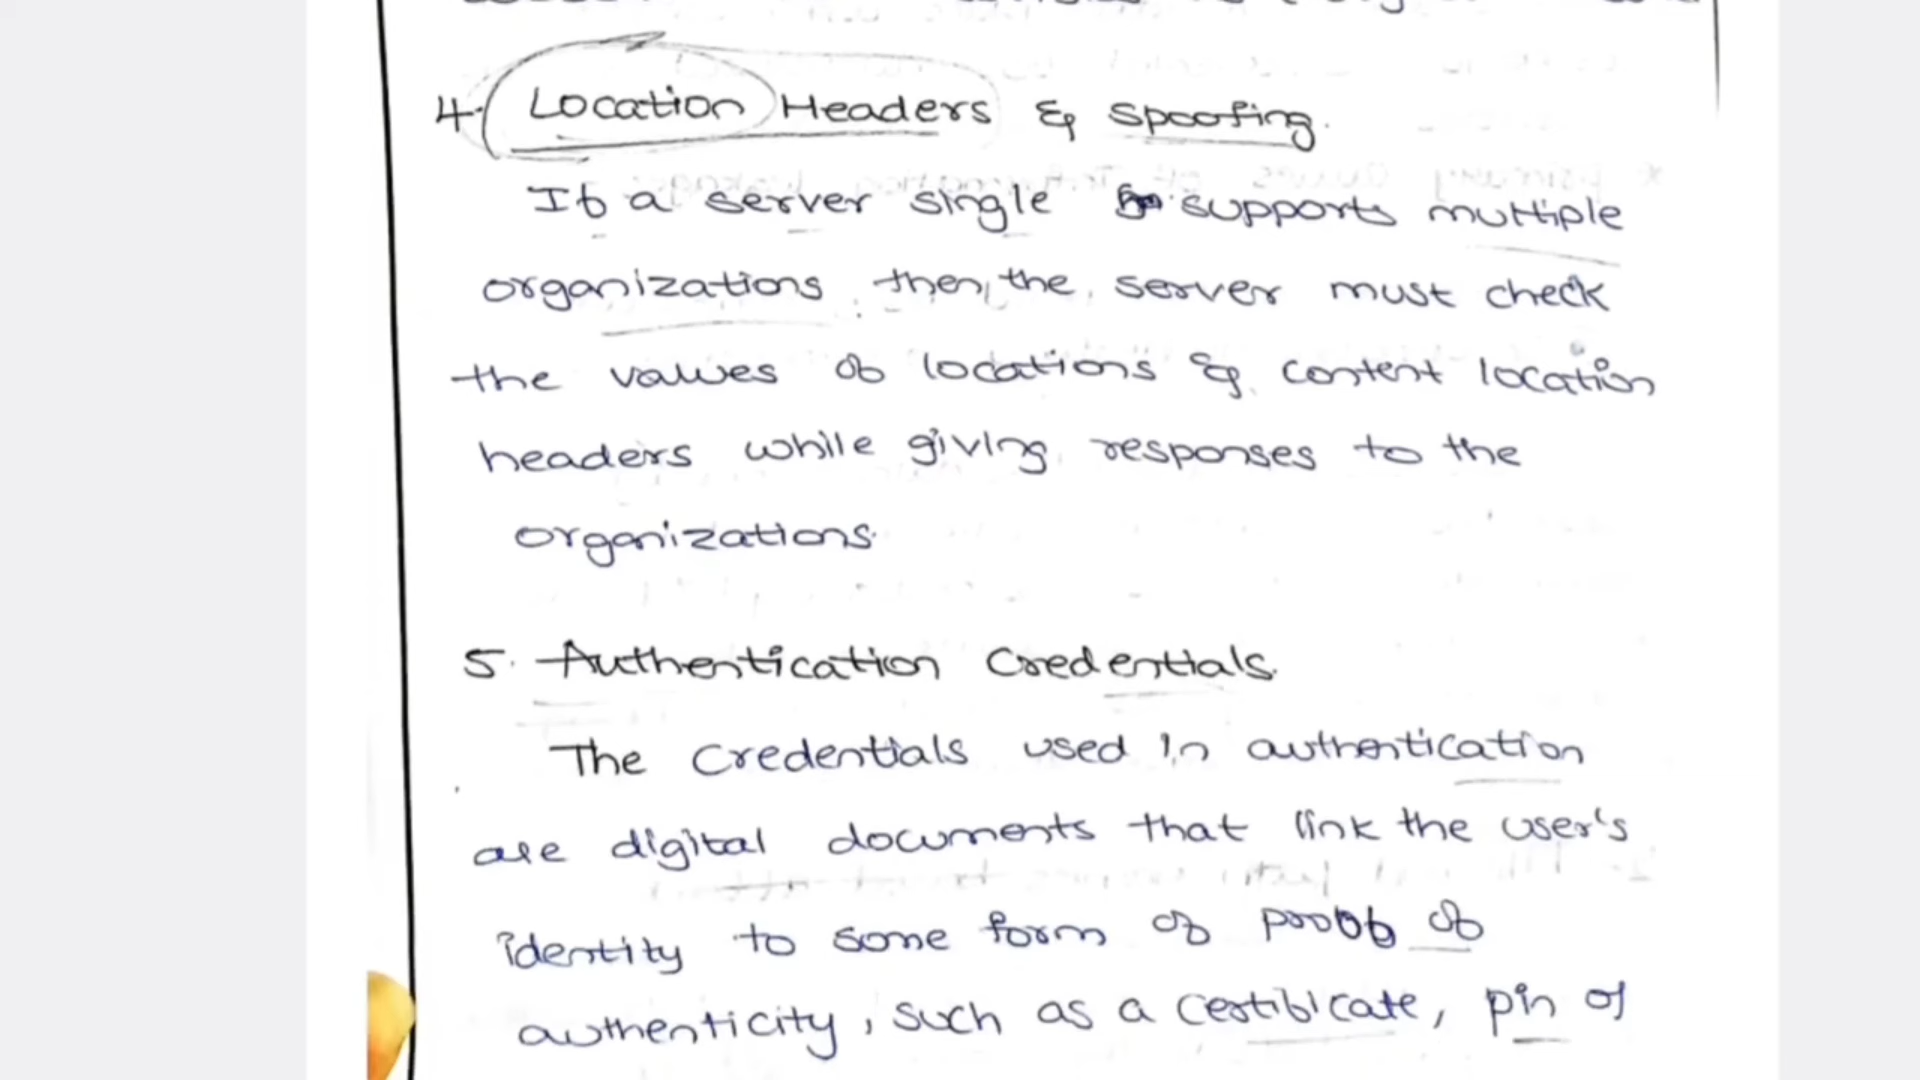 4. Location Headers & Spoofing.
If a server single supports multiple
organizations, then, the server must check
the values of locations & content location
headers while giving responses to the
organizations.
5. Authentication Credentials.
The Credentials used in authentication
are digital documents that link the user's
identity to some form of proof of
authenticity, such as a certificate, pin of